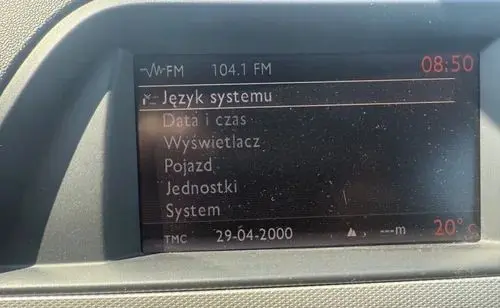 FM 104.1 FM 08:50
Język systemu
Data i czas
Wyświetlacz
Pojazd
Jednostki
System
TMC 29-04-2000 ---m 20°C